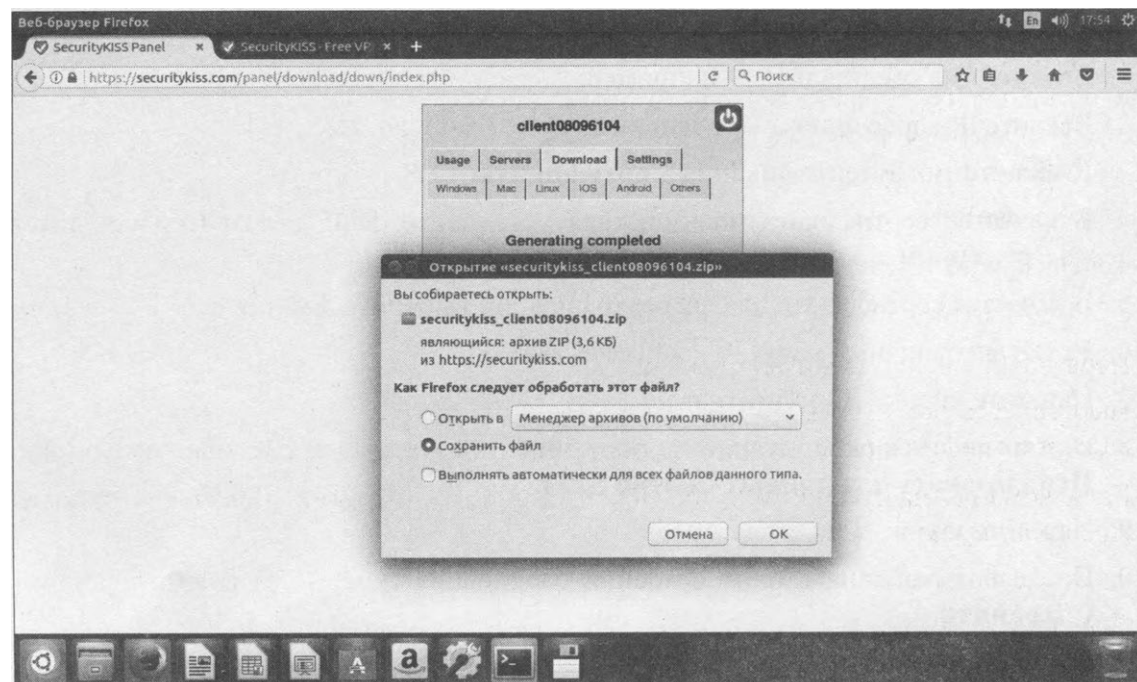 Веб-браузер Firefox
En
17:54
SecurityKISS Panel
SecurityKISS - Free VP
https://securitykiss.com/panel/download/down/index.php
Поиск
client08096104
Usage Servers Download Settings
Windows Mac Linux iOS Android Others
Generating completed
Открытие «securitykiss_client08096104.zip»
Вы собираетесь открыть:
securitykiss_client08096104.zip
являющийся: архив ZIP (3,6 КБ)
из https://securitykiss.com
Как Firefox следует обработать этот файл?
Открыть в Менеджер архивов (по умолчанию)
Сохранить файл
Выполнять автоматически для всех файлов данного типа.
Отмена ОК